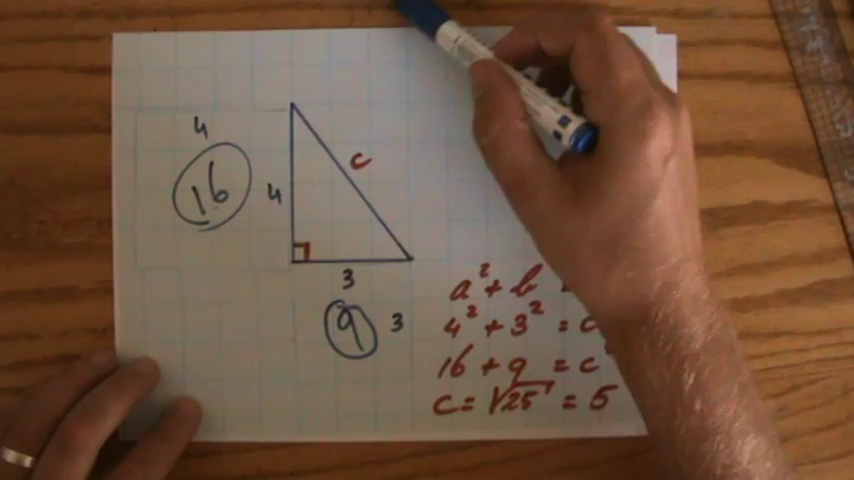 4
16
4
c
3
9
3
a² + b
4² + 3² = c
16 + 9 = c
c = √25 = 5